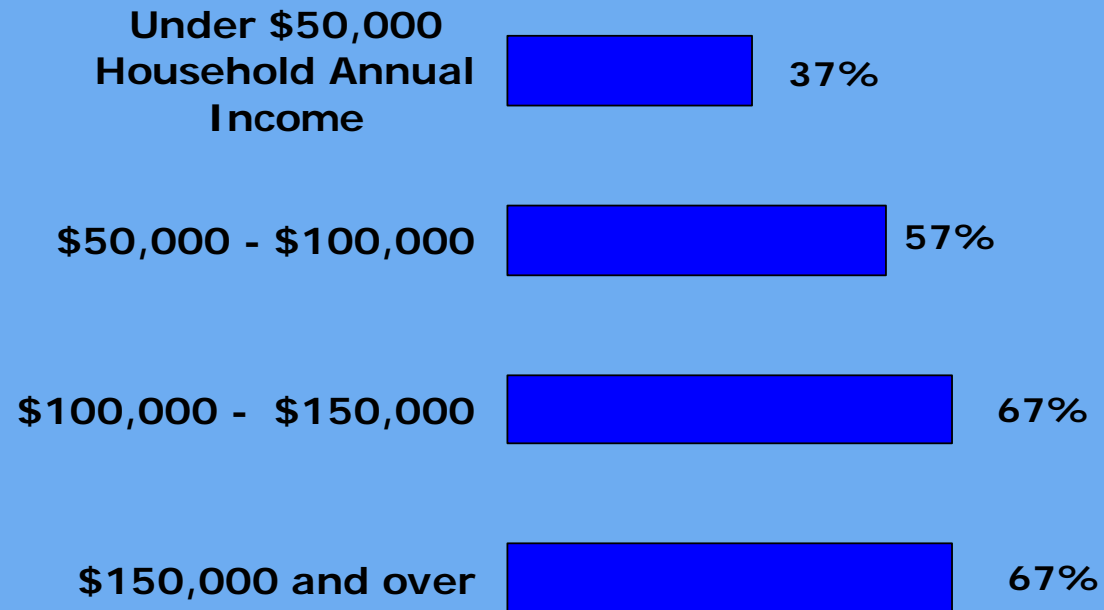 Under $50,000
Household Annual
Income
37%
$50,000 - $100,000
57%
$100,000 -  $150,000
67%
$150,000 and over
67%